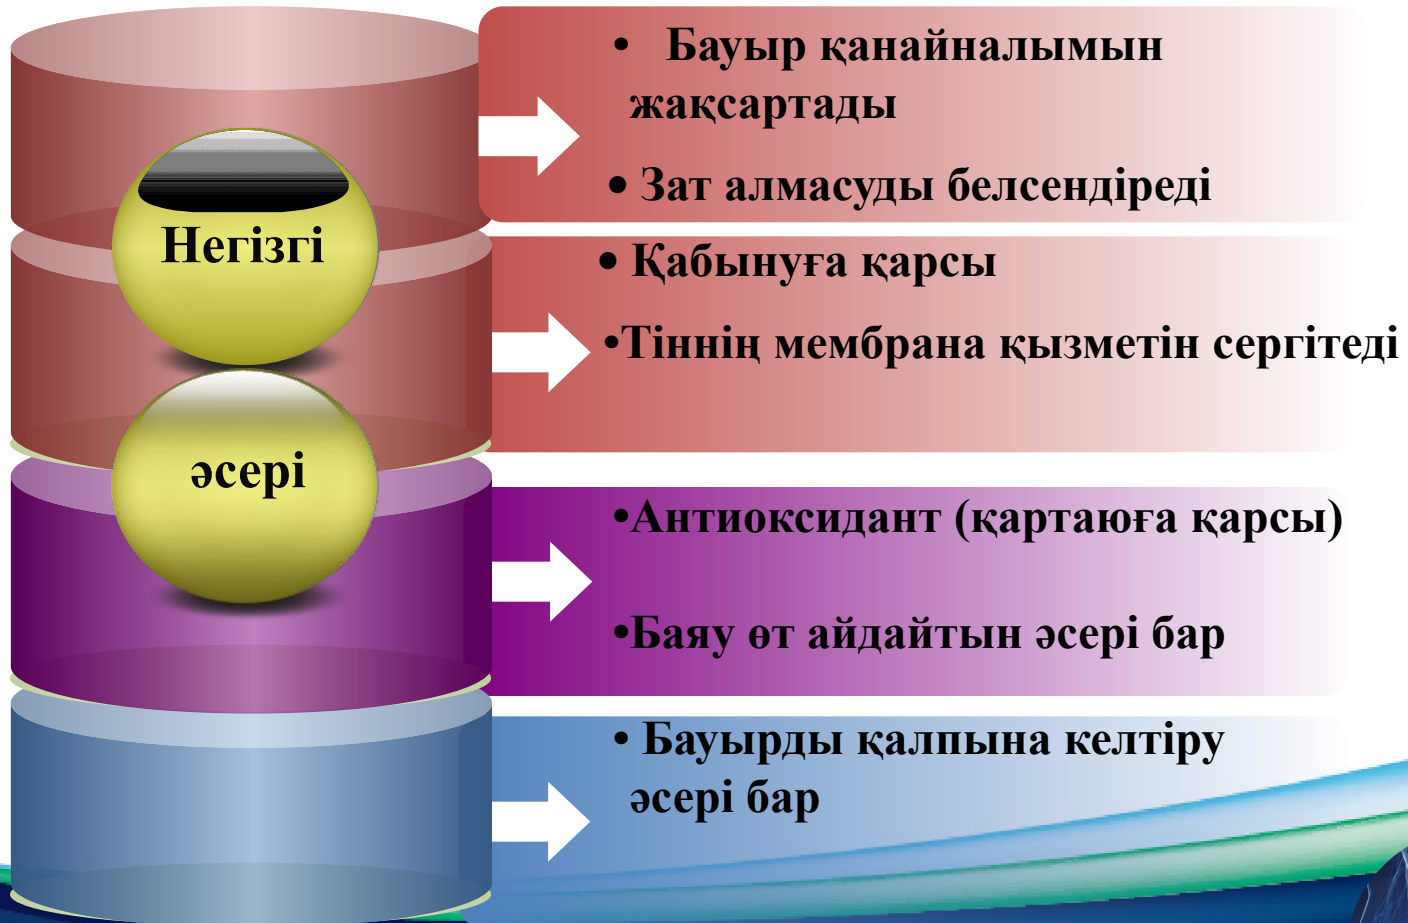 Негізгі
әсері
• Бауыр қанайналымын
жақсартады
• Зат алмасуды белсендіреді
• Қабынуға қарсы
•Тіннің мембрана қызметін сергітеді
•Антиоксидант (қартаюға қарсы)
•Баяу өт айдайтын әсері бар
• Бауырды қалпына келтіру
әсері бар